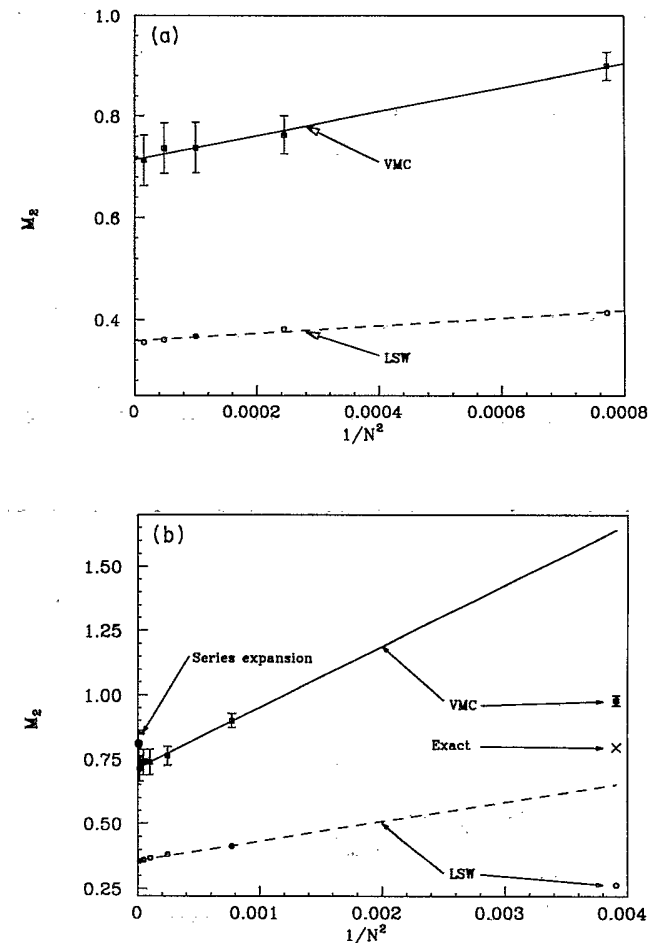 (a)
1.0
0.8
0.6
0.4
M₂
VMC
LSW
0 0.0002 0.0004 0.0006 0.0008
1/N²
(b)
1.50
1.25
1.00
0.75
0.50
0.25
M₂
Series expansion
VMC
Exact
LSW
0 0.001 0.002 0.003 0.004
1/N²